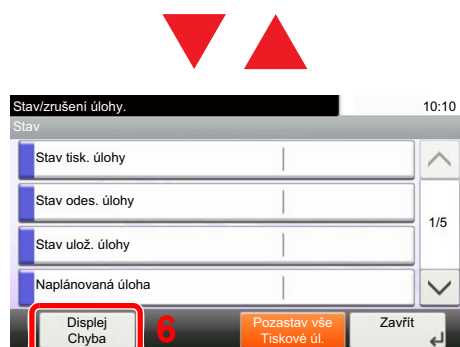 Stav/zrušení úlohy.
10:10
Stav
Stav tisk. úlohy
Stav odes. úlohy
1/5
Stav ulož. úlohy
Naplánovaná úloha
Displej
Chyba
6
Pozastav vše
Tiskové úl.
Zavřít